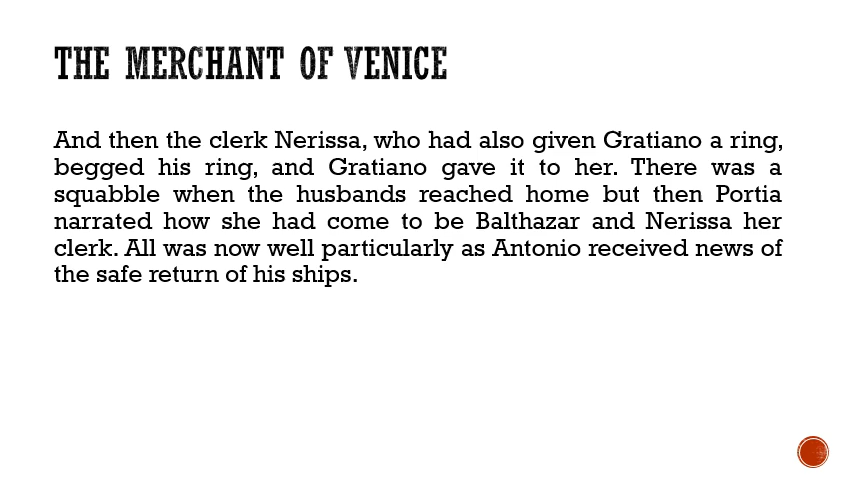 THE MERCHANT OF VENICE
And then the clerk Nerissa, who had also given Gratiano a ring,
begged his ring, and Gratiano gave it to her. There was a
squabble when the husbands reached home but then Portia
narrated how she had come to be Balthazar and Nerissa her
clerk. All was now well particularly as Antonio received news of
the safe return of his ships.